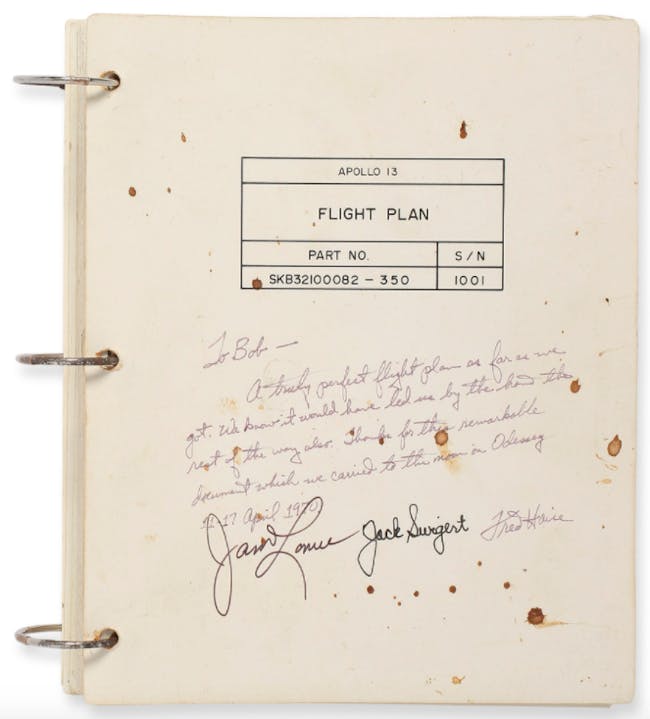 APOLLO 13
FLIGHT PLAN
PART NO. S/N
SKB32100082 - 350 1001
To Bob —
A truly perfect flight plan as far as we
got. We know it would have led us by the hand the
rest of the way also. Thanks for this remarkable
document which we carried to the moon in Odessey
11-17 April 1970
James Lovell Jack Swigert Fred Haise